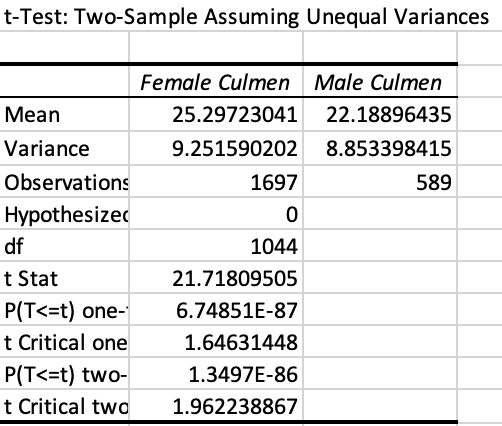 t-Test: Two-Sample Assuming Unequal Variances
Female Culmen Male Culmen
Mean 25.29723041 22.18896435
Variance 9.251590202 8.853398415
Observations 1697 589
Hypothesized 0
df 1044
t Stat 21.71809505
P(T<=t) one- 6.74851E-87
t Critical one 1.64631448
P(T<=t) two- 1.3497E-86
t Critical two 1.962238867